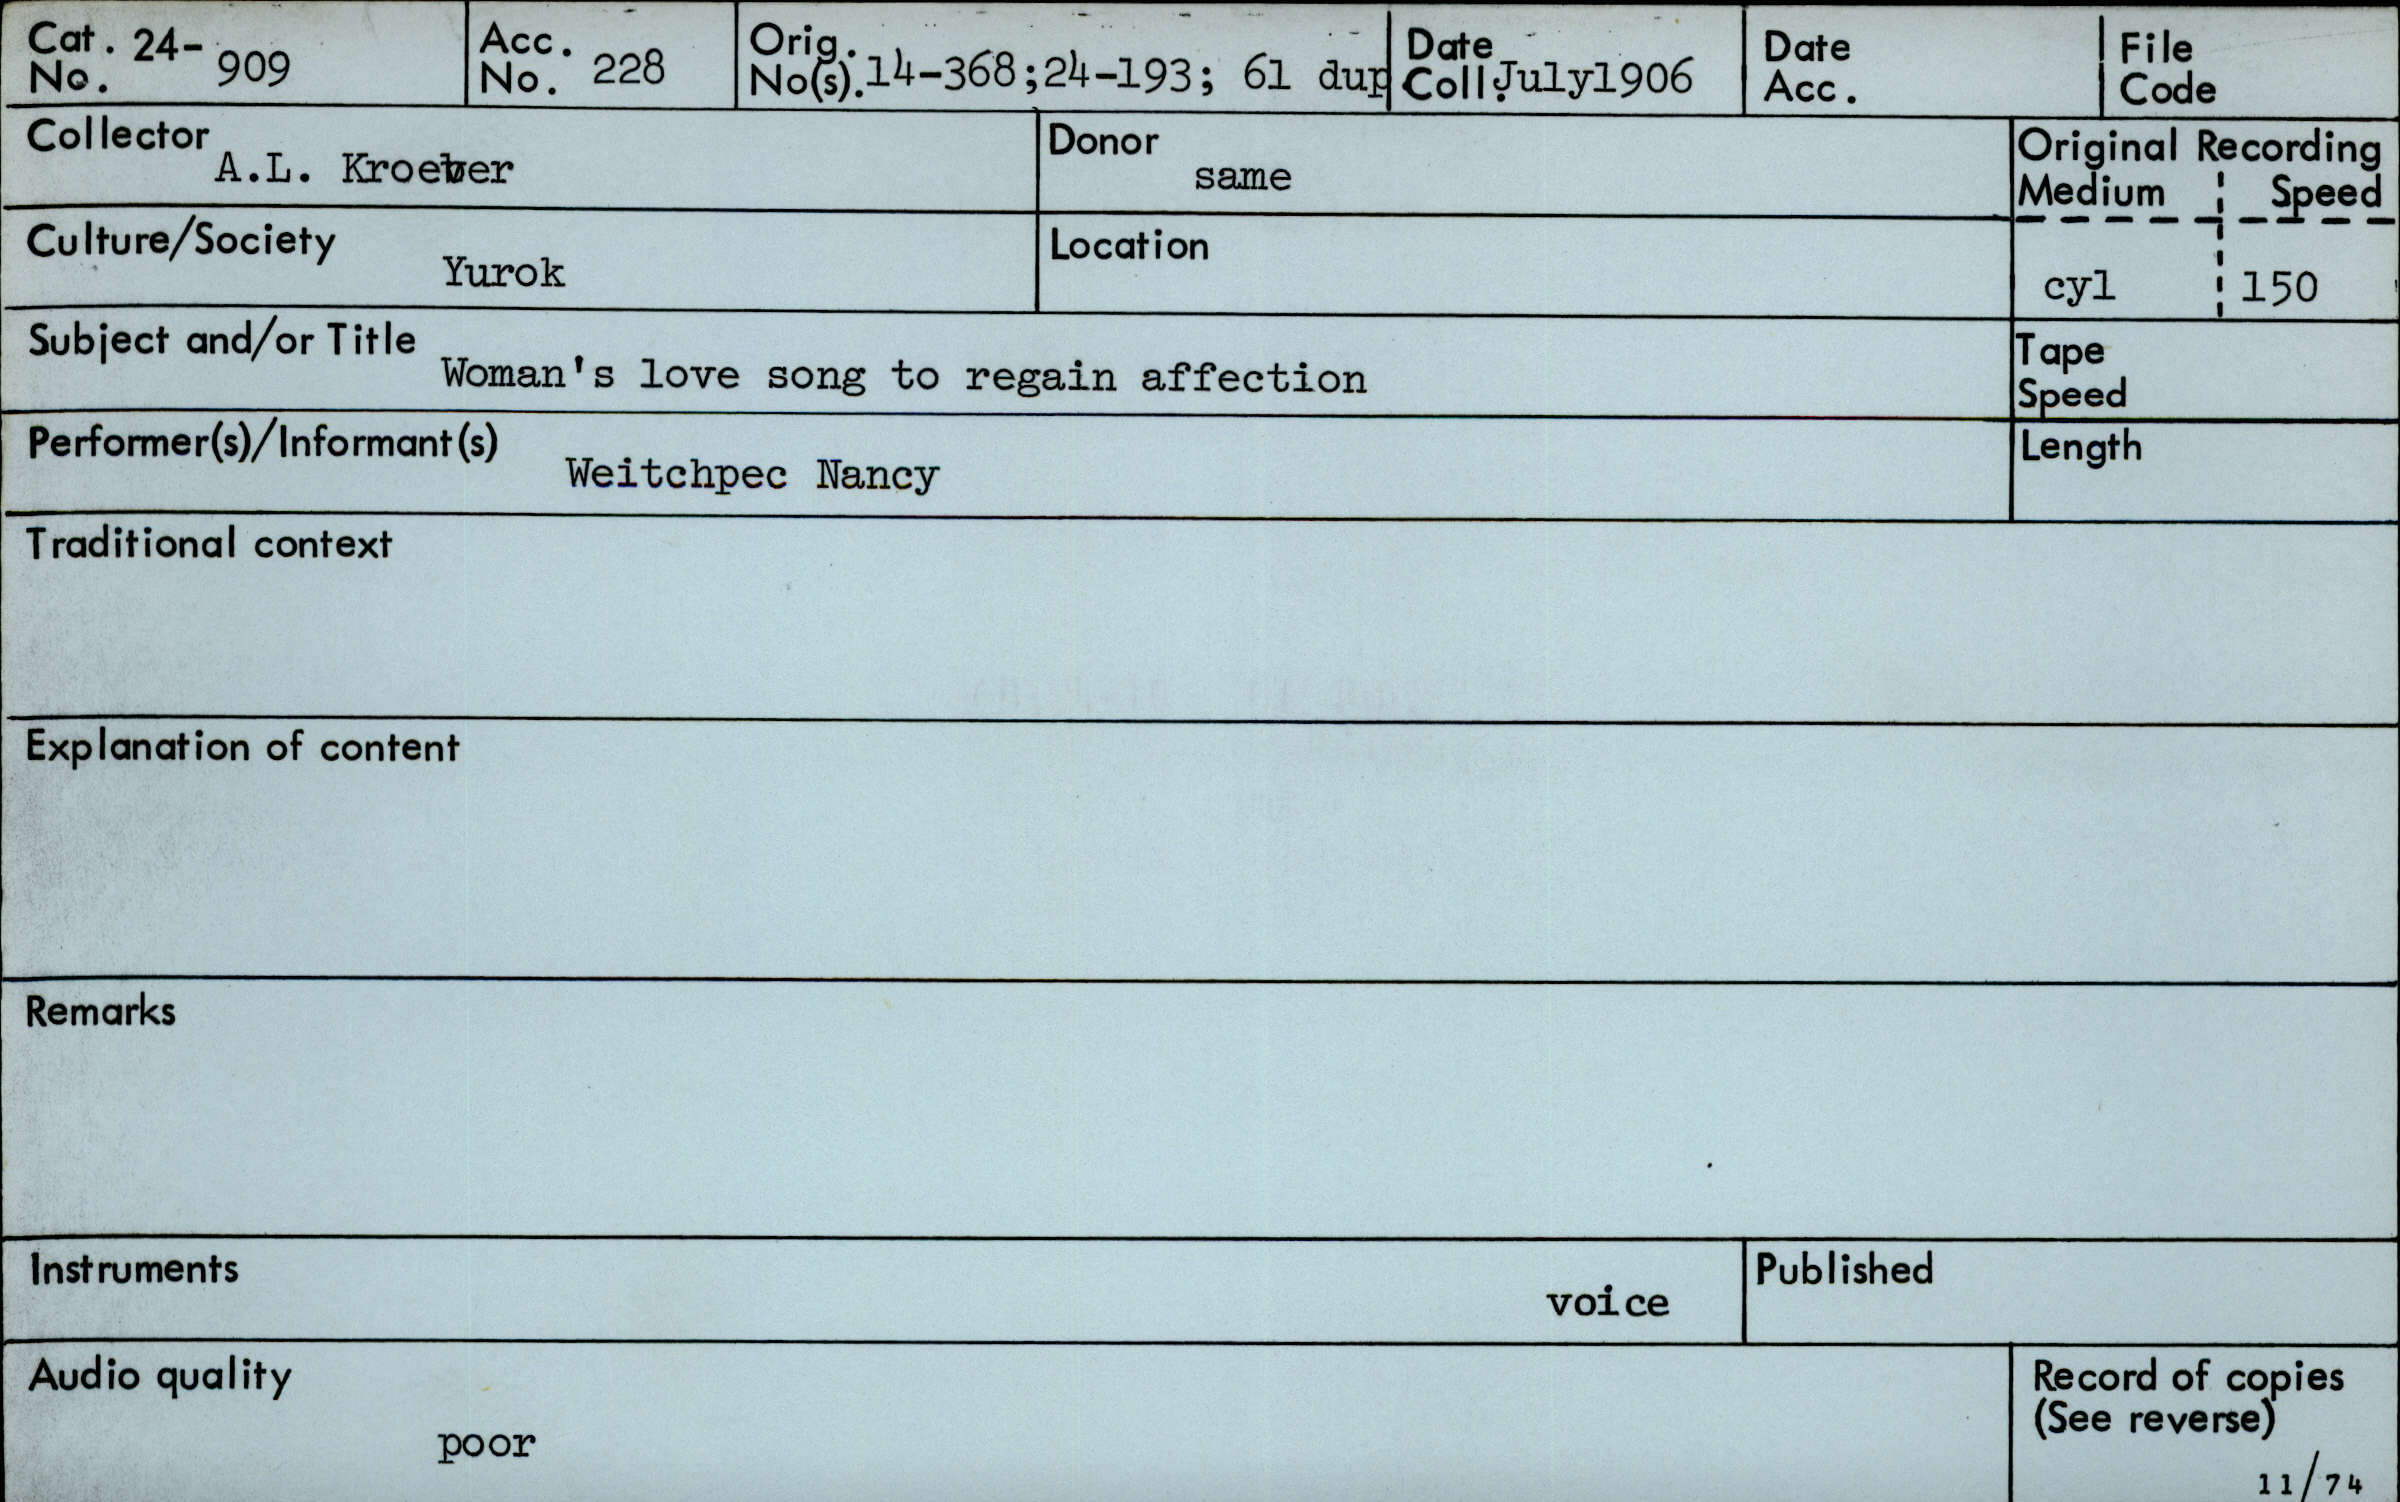 Cat. No. 24-909
Acc. No. 228
Orig. No(s). 14-368;24-193; 61 dup
Date Coll. July1906
Date Acc.
File Code
Collector
A.L. Kroeber
Donor
same
Original Recording
Medium Speed
Culture/Society
Yurok
Location
cyl 150
Subject and/or Title
Woman's love song to regain affection
Tape Speed
Performer(s)/Informant(s)
Weitchpec Nancy
Length
Traditional context
Explanation of content
Remarks
Instruments
voice
Published
Audio quality
poor
Record of copies
(See reverse)
11/74